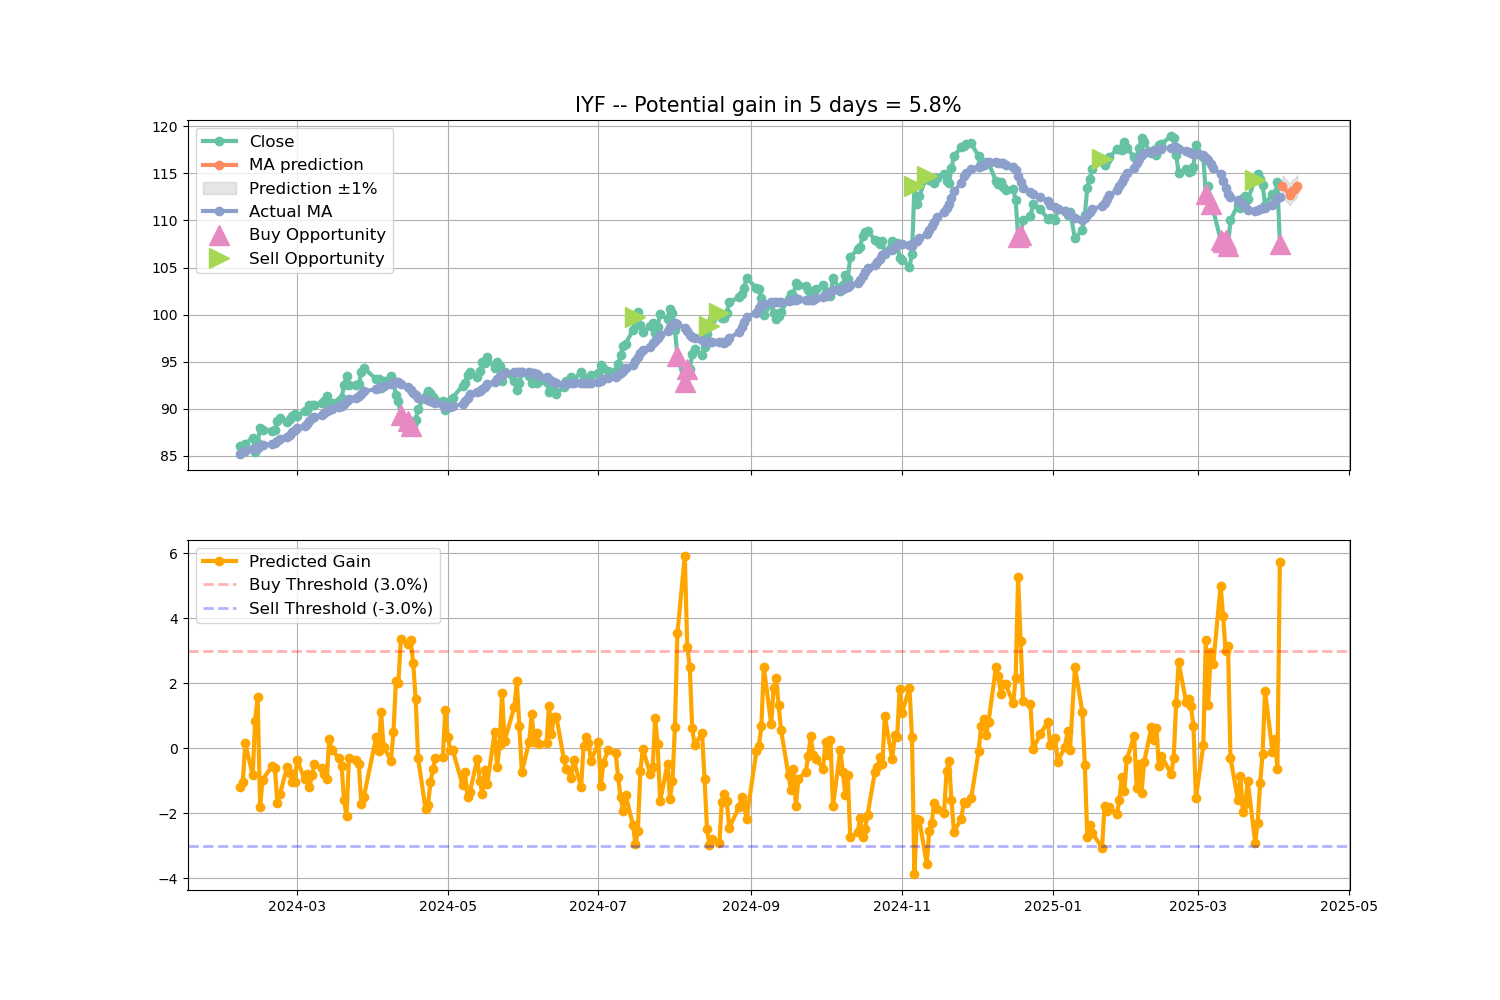 IYF -- Potential gain in 5 days = 5.8%
120
115
110
105
100
95
90
85
Close
MA prediction
Prediction ±1%
Actual MA
Buy Opportunity
Sell Opportunity
6
4
2
0
−2
−4
Predicted Gain
Buy Threshold (3.0%)
Sell Threshold (-3.0%)
2024-03
2024-05
2024-07
2024-09
2024-11
2025-01
2025-03
2025-05